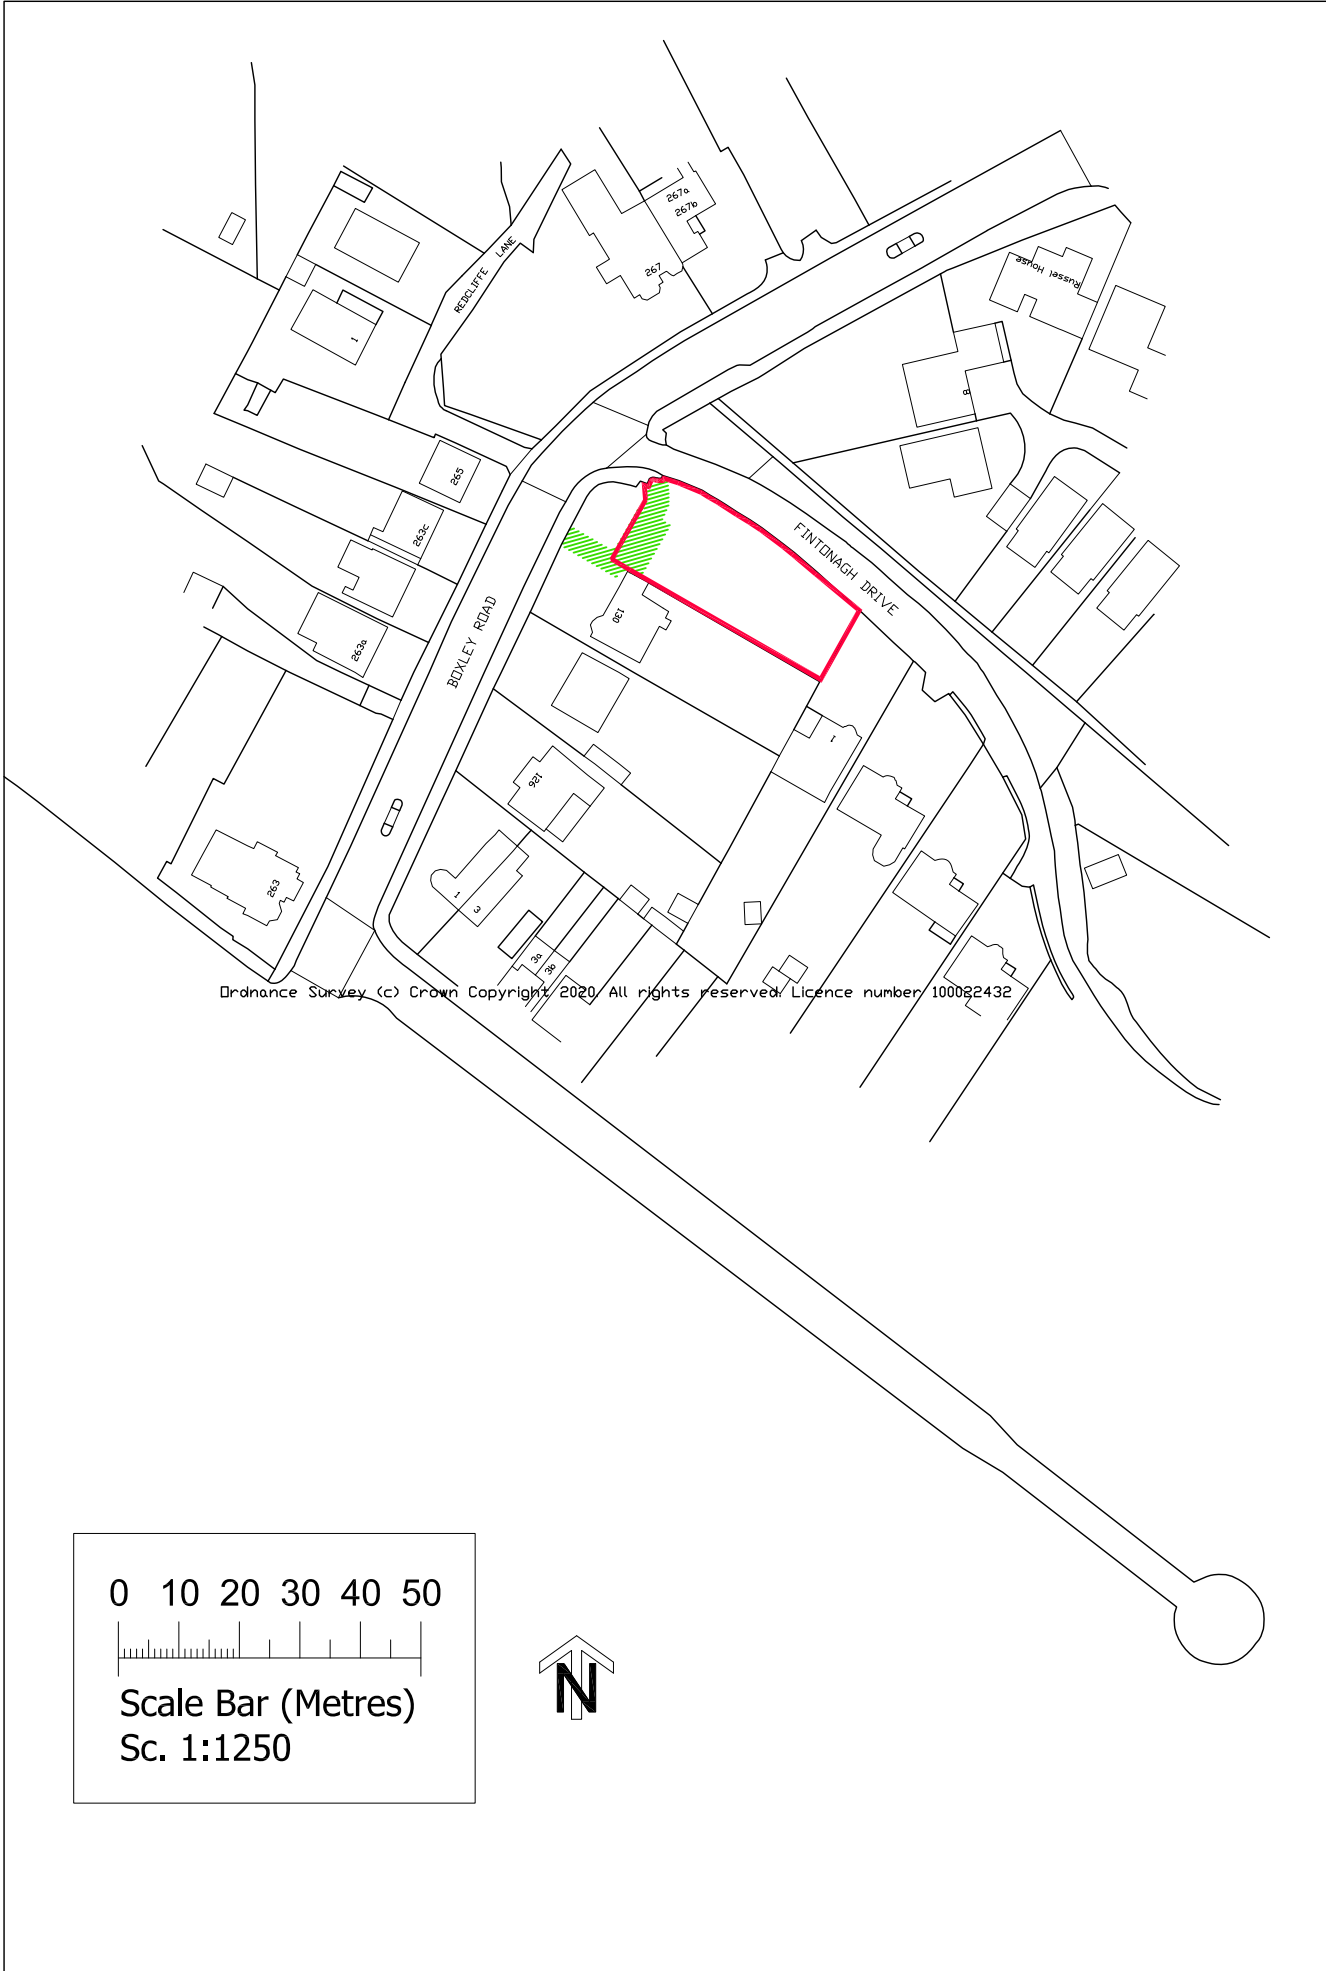 267a
267b
267
REDCLIFFE LANE
Russel House
1
8
265
263c
FINTONAGH DRIVE
130
BOXLEY ROAD
263a
1
126
263
1
3
3a
3b
Ordnance Survey (c) Crown Copyright 2020. All rights reserved. Licence number 100022432
0 10 20 30 40 50
Scale Bar (Metres)
Sc. 1:1250
N